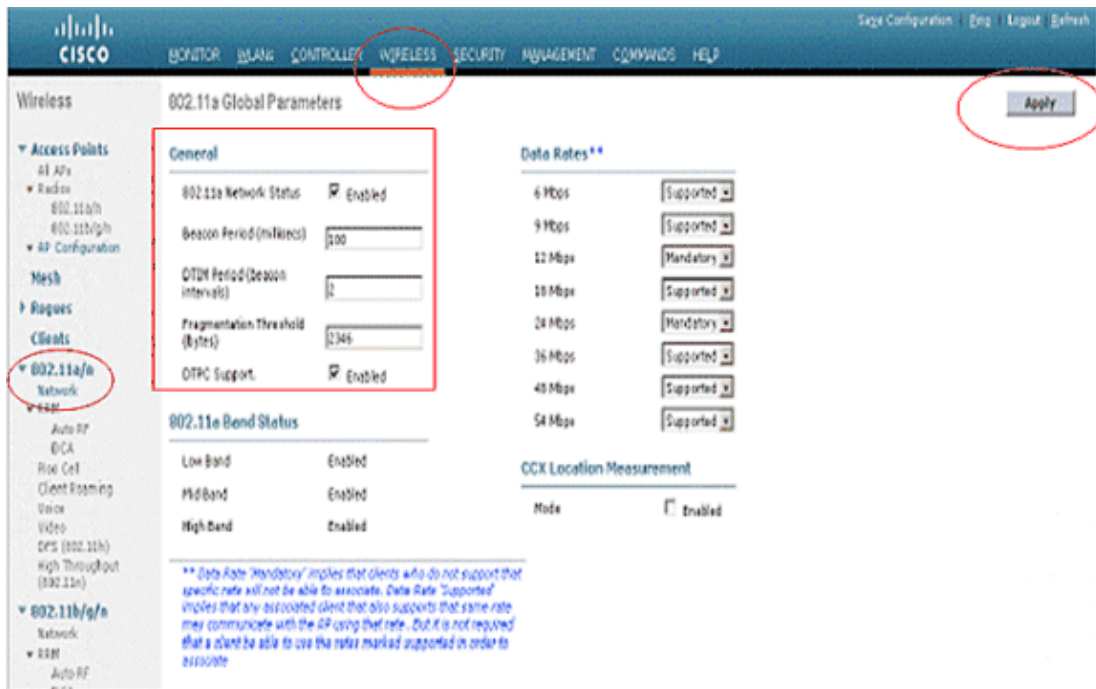 Save Configuration | Ping | Logout | Refresh
CISCO
MONITOR WLANs CONTROLLER WIRELESS SECURITY MANAGEMENT COMMANDS HELP
Wireless
Access Points
All APs
Radios
802.11a/n
802.11b/g/n
AP Configuration
Mesh
Rogues
Clients
802.11a/n
Network
RRM
Auto RF
DCA
Pico Cell
Client Roaming
Voice
Video
DFS (802.11h)
High Throughput
(802.11n)
802.11b/g/n
Network
RRM
Auto RF
802.11a Global Parameters
Apply
General
802.11a Network Status Enabled
Beacon Period (millisecs) 100
DTIM Period (beacon
intervals) 2
Fragmentation Threshold
(bytes) 2346
DTPC Support. Enabled
802.11a Band Status
Low Band Enabled
Mid Band Enabled
High Band Enabled
Data Rates**
6 Mbps Supported
9 Mbps Supported
12 Mbps Mandatory
18 Mbps Supported
24 Mbps Mandatory
36 Mbps Supported
48 Mbps Supported
54 Mbps Supported
CCX Location Measurement
Mode Enabled
** Data Rate 'Mandatory' implies that clients who do not support that
specific rate will not be able to associate. Data Rate 'Supported'
implies that any associated client that also supports that same rate
may communicate with the AP using that rate. But it is not required
that a client be able to use the rates marked supported in order to
associate